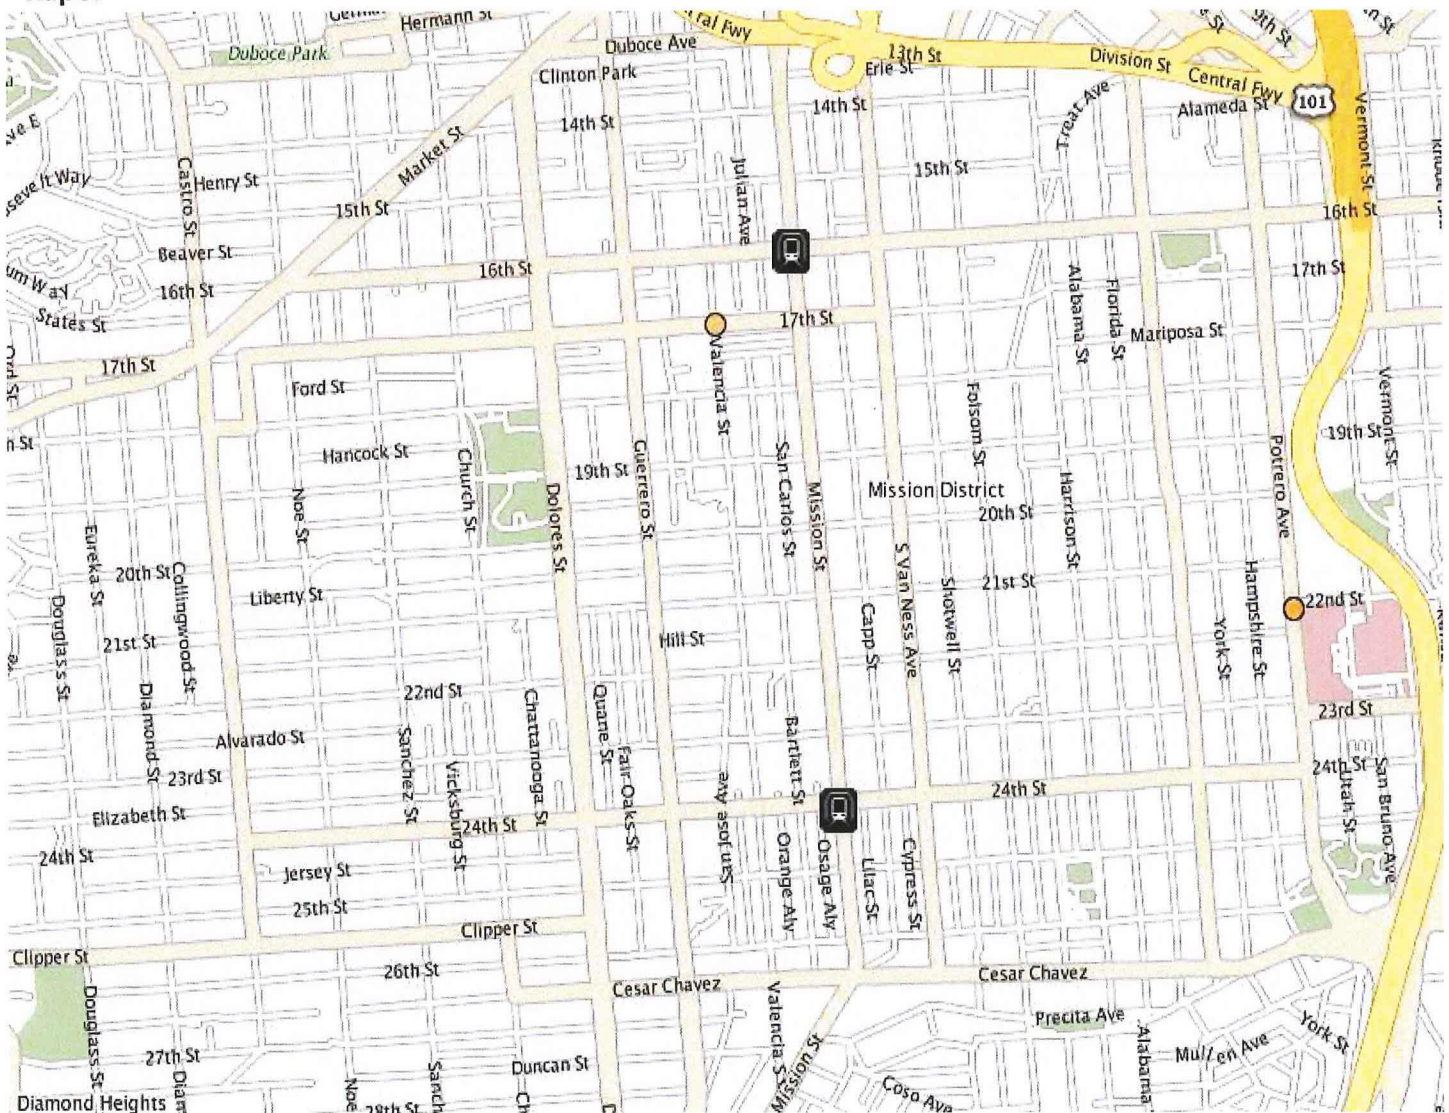 Hermann St
Duboce Park
Duboce Ave
13th St
Erie St
Division St
Central Fwy
101
Clinton Park
14th St
14th St
Alameda St
Treat Ave
Vermont St
Market St
Castro St
Henry St
15th St
15th St
Julian Ave
16th St
Beaver St
16th St
16th St
States St
17th St
Alabama St
Florida St
Mariposa St
17th St
17th St
Valencia St
Ford St
Folsom St
Vermont St
Hancock St
Church St
19th St
Guerrero St
San Carlos St
Mission St
Mission District
20th St
Harrison St
Potrero Ave
19th St
Noe St
Dolores St
Eureka St
20th St
Collingwood St
Liberty St
Douglass St
21st St
Hill St
Capp St
S Van Ness Ave
Shotwell St
21st St
York St
Hampshire St
22nd St
Diamond St
22nd St
Chattanooga St
Quane St
Bartlett St
23rd St
Alvarado St
23rd St
Sanchez St
Vicksburg St
Fair Oaks St
San Jose Ave
24th St
24th St
Utah St
San Bruno Ave
Elizabeth St
24th St
24th St
Jersey St
25th St
Orange Aly
Osage Aly
Lilac St
Cypress St
Clipper St
Clipper St
26th St
Cesar Chavez
Cesar Chavez
Douglass St
Valencia St
Mission St
Precita Ave
Alabama
Mullen Ave
York St
27th St
Duncan St
Noe
Coso Ave
Diamond Heights
28th St